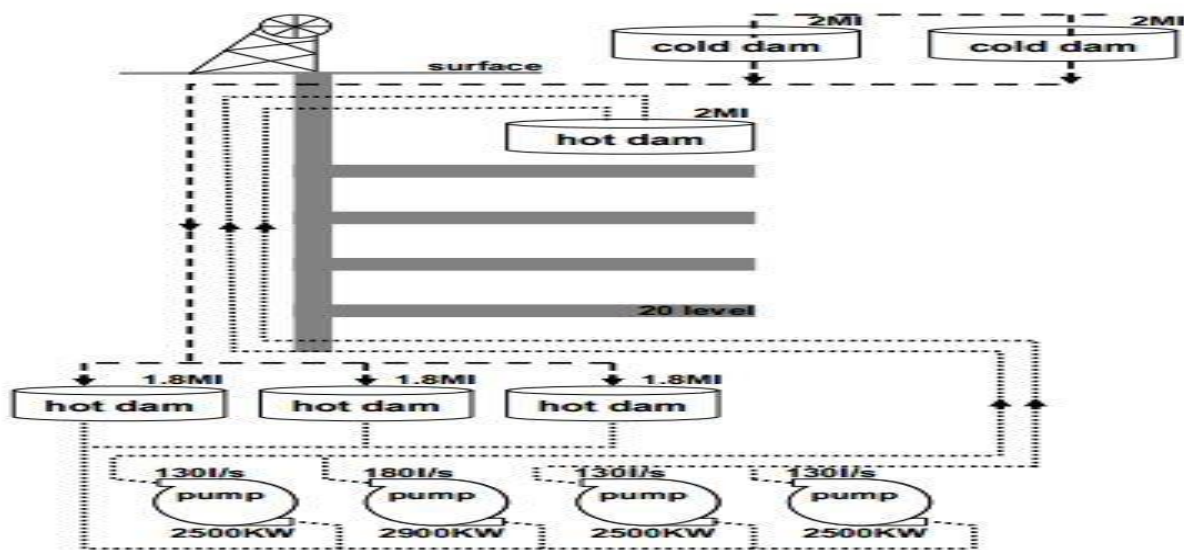 2Ml 2Ml
cold dam cold dam
surface
2Ml
hot dam
20 level
1.8Ml 1.8Ml 1.8Ml
hot dam hot dam hot dam
130l/s 180l/s 130l/s 130l/s
pump pump pump pump
2500KW 2900KW 2500KW 2500KW